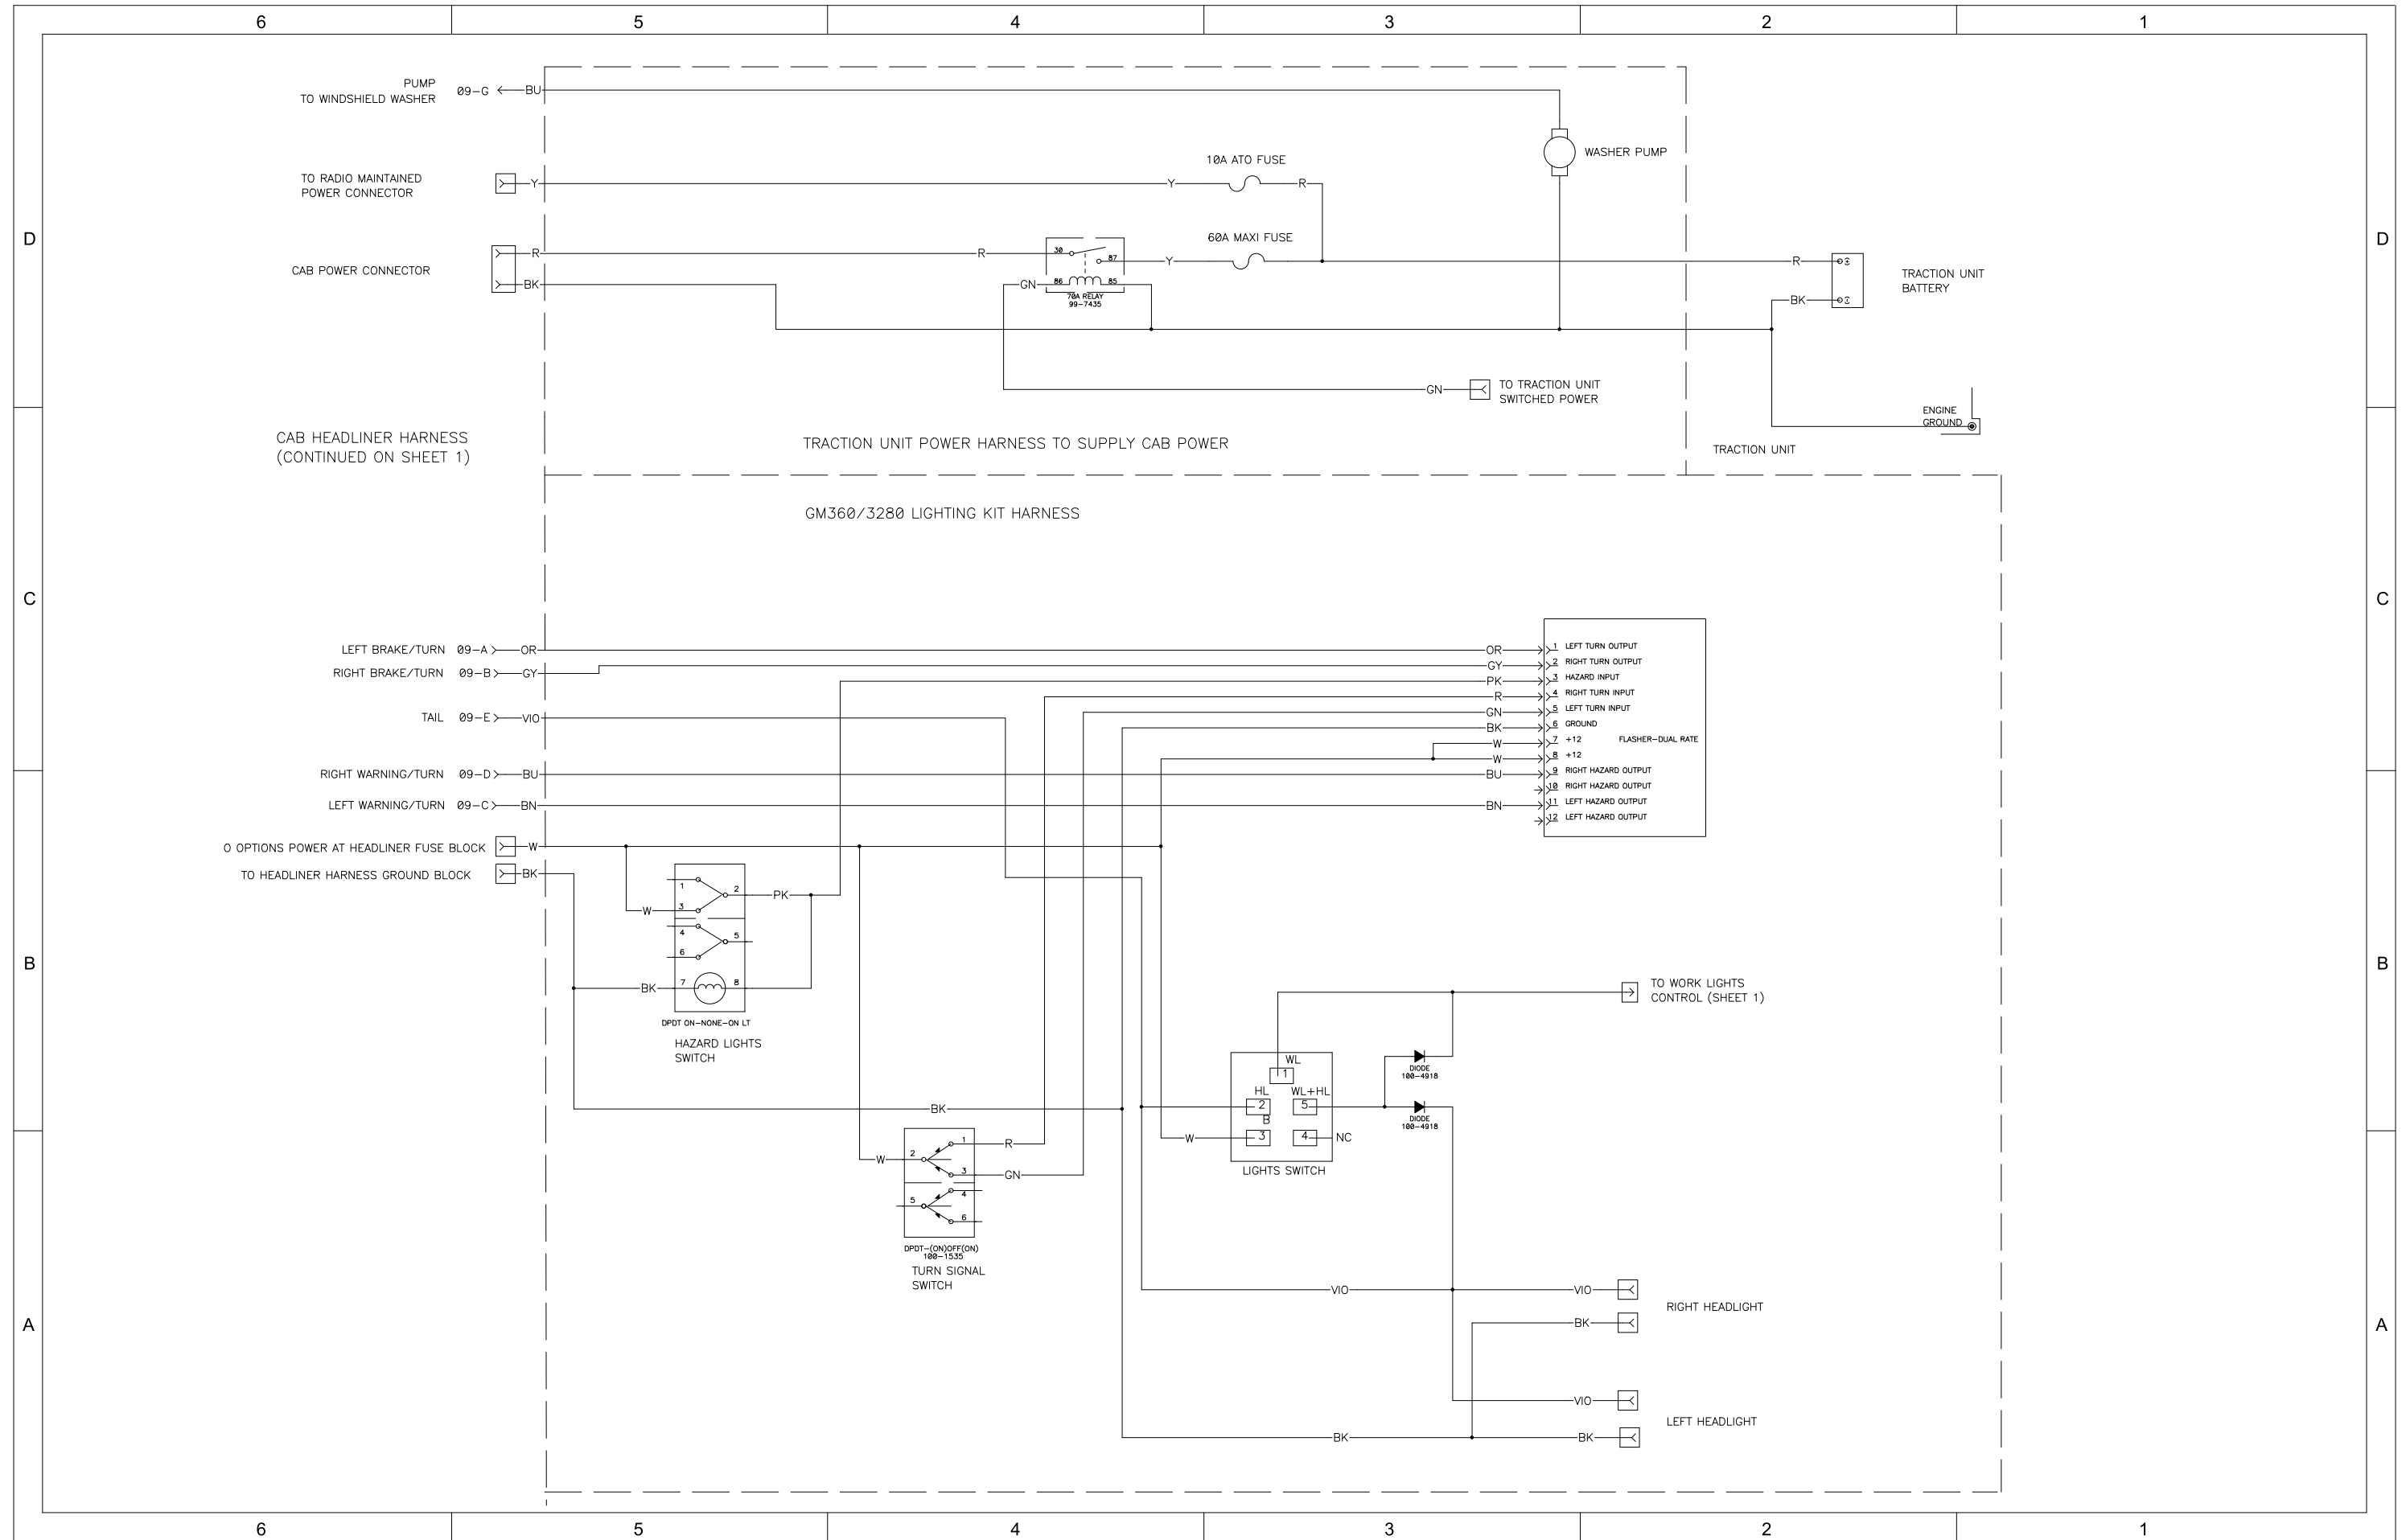 6 5 4 3 2 1
PUMP
TO WINDSHIELD WASHER
09-G
BU
WASHER PUMP
10A ATO FUSE
TO RADIO MAINTAINED
POWER CONNECTOR
Y Y R
D D
60A MAXI FUSE
CAB POWER CONNECTOR
R R 30 87 Y R
BK GN 86 85 BK
70A RELAY
99-7435
TRACTION UNIT
BATTERY
GN
TO TRACTION UNIT
SWITCHED POWER
ENGINE
GROUND
CAB HEADLINER HARNESS
(CONTINUED ON SHEET 1)
TRACTION UNIT POWER HARNESS TO SUPPLY CAB POWER
TRACTION UNIT
GM360/3280 LIGHTING KIT HARNESS
C C
LEFT BRAKE/TURN 09-A OR
RIGHT BRAKE/TURN 09-B GY
TAIL 09-E VIO
RIGHT WARNING/TURN 09-D BU
LEFT WARNING/TURN 09-C BN
OR 1 LEFT TURN OUTPUT
GY 2 RIGHT TURN OUTPUT
PK 3 HAZARD INPUT
R 4 RIGHT TURN INPUT
GN 5 LEFT TURN INPUT
BK 6 GROUND
W 7 +12 FLASHER-DUAL RATE
W 8 +12
BU 9 RIGHT HAZARD OUTPUT
10 RIGHT HAZARD OUTPUT
BN 11 LEFT HAZARD OUTPUT
12 LEFT HAZARD OUTPUT
O OPTIONS POWER AT HEADLINER FUSE BLOCK W
TO HEADLINER HARNESS GROUND BLOCK BK
1 2 PK
W 3
4 5
6
BK 7 8
DPDT ON-NONE-ON LT
HAZARD LIGHTS
SWITCH
B B
TO WORK LIGHTS
CONTROL (SHEET 1)
WL
1
HL WL+HL
2 5
B
W 3 4 NC
LIGHTS SWITCH
DIODE
100-4918
DIODE
100-4918
BK
1 R
W 2
3 GN
4
5
6
DPDT-(ON)OFF(ON)
100-1535
TURN SIGNAL
SWITCH
VIO VIO
RIGHT HEADLIGHT
BK
A A
VIO
LEFT HEADLIGHT
BK BK
6 5 4 3 2 1